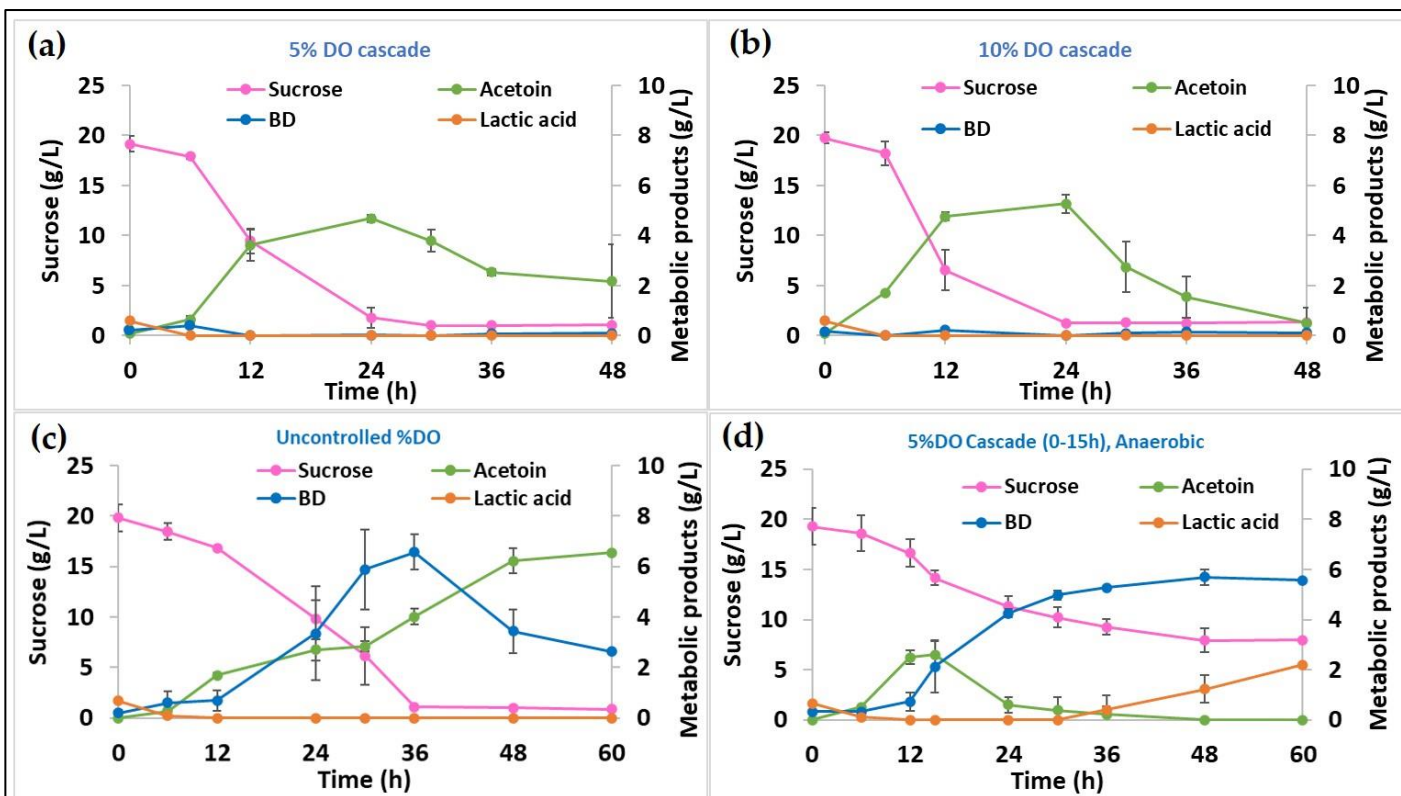 (a)
5% DO cascade
Sucrose
Acetoin
BD
Lactic acid
25
20
15
10
5
0
10
8
6
4
2
0
0 12 24 36 48
Sucrose (g/L)
Metabolic products (g/L)
Time (h)
(b)
10% DO cascade
Sucrose
Acetoin
BD
Lactic acid
25
20
15
10
5
0
10
8
6
4
2
0
0 12 24 36 48
Sucrose (g/L)
Metabolic products (g/L)
Time (h)
(c)
Uncontrolled %DO
Sucrose
Acetoin
BD
Lactic acid
25
20
15
10
5
0
10
8
6
4
2
0
0 12 24 36 48 60
Sucrose (g/L)
Metabolic products (g/L)
Time (h)
(d)
5%DO Cascade (0-15h), Anaerobic
Sucrose
Acetoin
BD
Lactic acid
25
20
15
10
5
0
10
8
6
4
2
0
0 12 24 36 48 60
Sucrose (g/L)
Metabolic products (g/L)
Time (h)